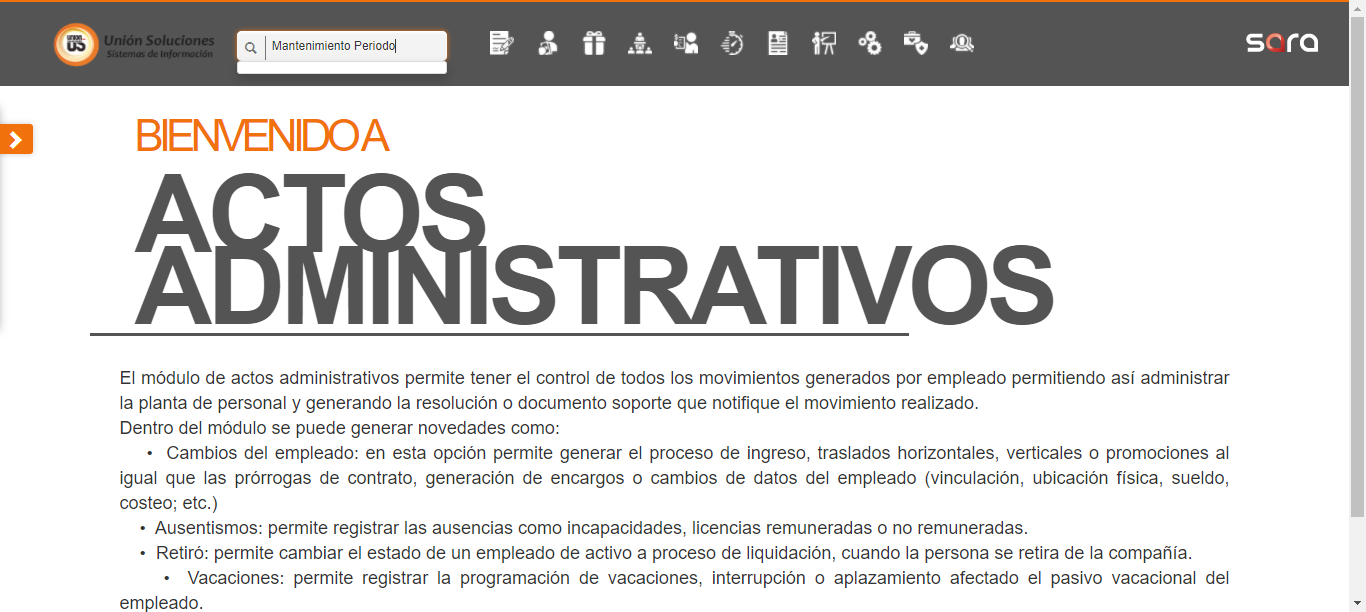 UNION
US
Unión Soluciones
Sistemas de Información
Mantenimiento Periodo
sara
BIENVENIDO A
ACTOS
ADMINISTRATIVOS
El módulo de actos administrativos permite tener el control de todos los movimientos generados por empleado permitiendo así administrar
la planta de personal y generando la resolución o documento soporte que notifique el movimiento realizado.
Dentro del módulo se puede generar novedades como:
• Cambios del empleado: en esta opción permite generar el proceso de ingreso, traslados horizontales, verticales o promociones al
igual que las prórrogas de contrato, generación de encargos o cambios de datos del empleado (vinculación, ubicación física, sueldo,
costeo; etc.)
• Ausentismos: permite registrar las ausencias como incapacidades, licencias remuneradas o no remuneradas.
• Retiró: permite cambiar el estado de un empleado de activo a proceso de liquidación, cuando la persona se retira de la compañía.
• Vacaciones: permite registrar la programación de vacaciones, interrupción o aplazamiento afectado el pasivo vacacional del
empleado.